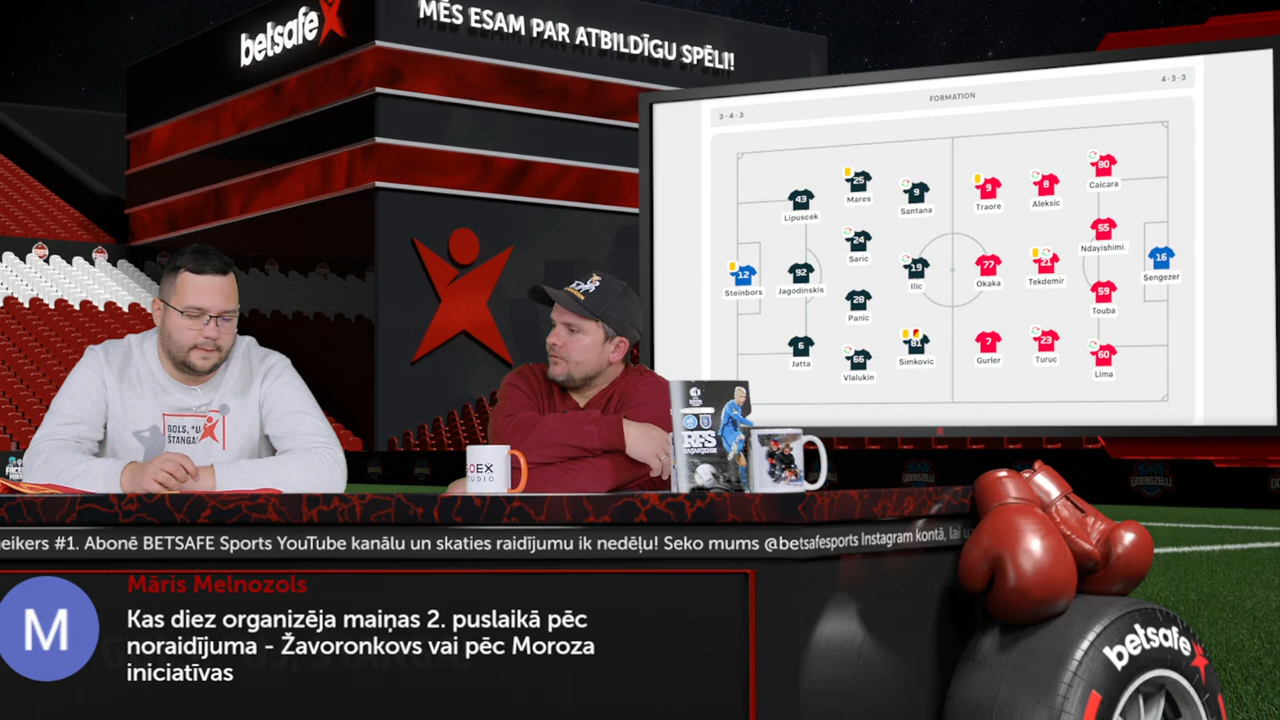 betsafe
MĒS ESAM PAR ATBILDĪGU SPĒLI!
FORMATION
3-4-3
4-3-3
43
Lipuscek
25
Mares
9
Santana
9
Traore
8
Aleksic
80
Caicara
24
Saric
55
Ndayishimi
12
Steinbors
92
Jagodinskis
19
Ilic
77
Okaka
21
Tekdemir
16
Sengezer
28
Panic
59
Touba
6
Jatta
66
Vlalukin
81
Simkovic
7
Gurler
23
Turuc
60
Lima
GOLS, *U
ŠTANGA!
OEX
RFS
eikers #1. Abonē BETSAFE Sports YouTube kanālu un skaties raidījumu ik nedēļu! Seko mums @betsafesports Instagram kontā, lai
M
Māris Melnozols
Kas diez organizēja maiņas 2. puslaikā pēc
noraidījuma - Žavoronkovs vai pēc Moroza
iniciatīvas
betsafe